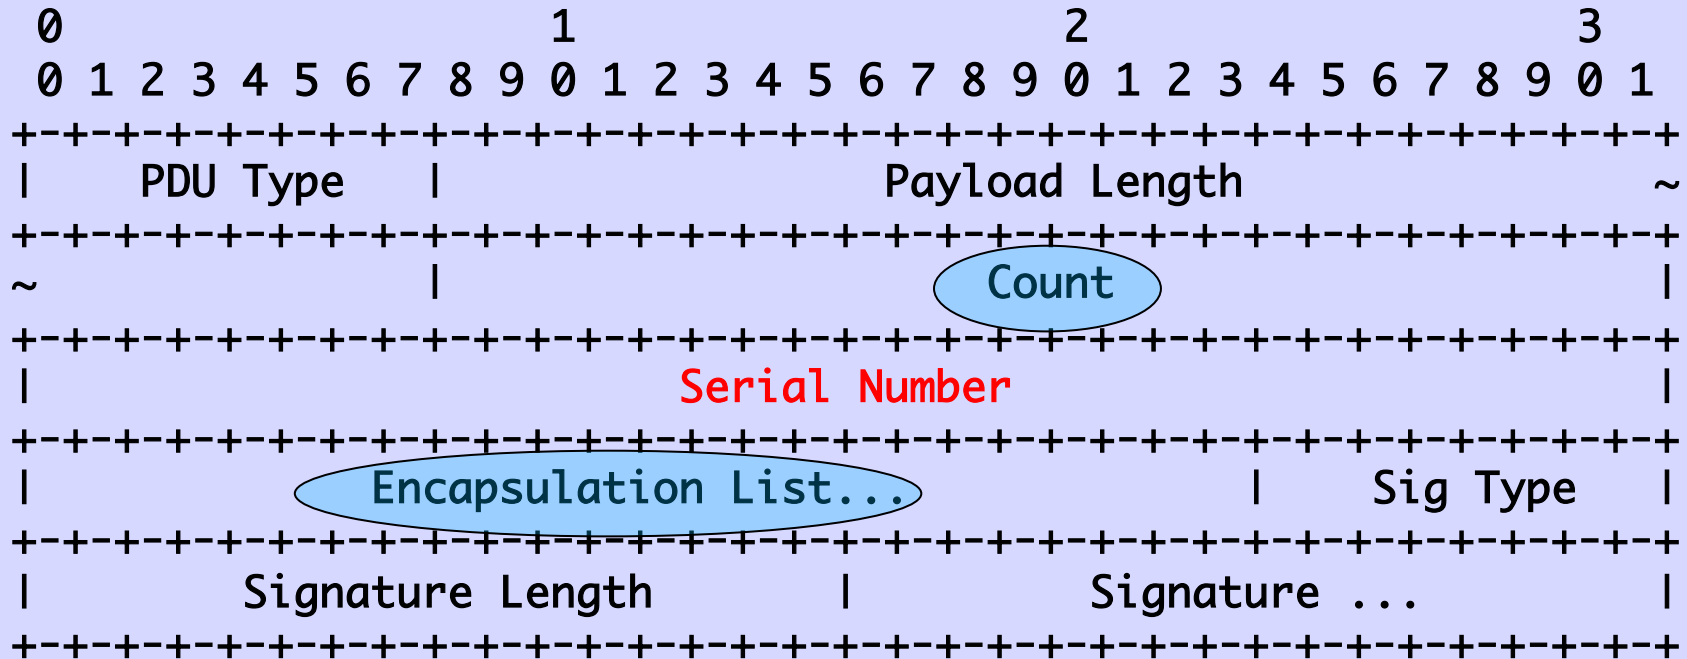 0                   1                   2                   3
0 1 2 3 4 5 6 7 8 9 0 1 2 3 4 5 6 7 8 9 0 1 2 3 4 5 6 7 8 9 0 1
+-+-+-+-+-+-+-+-+-+-+-+-+-+-+-+-+-+-+-+-+-+-+-+-+-+-+-+-+-+-+-+-+
|    PDU Type   |                 Payload Length                ~
+-+-+-+-+-+-+-+-+-+-+-+-+-+-+-+-+-+-+-+-+-+-+-+-+-+-+-+-+-+-+-+-+
~               |                     Count                     |
+-+-+-+-+-+-+-+-+-+-+-+-+-+-+-+-+-+-+-+-+-+-+-+-+-+-+-+-+-+-+-+-+
|                         Serial Number                         |
+-+-+-+-+-+-+-+-+-+-+-+-+-+-+-+-+-+-+-+-+-+-+-+-+-+-+-+-+-+-+-+-+
|             Encapsulation List...             |    Sig Type   |
+-+-+-+-+-+-+-+-+-+-+-+-+-+-+-+-+-+-+-+-+-+-+-+-+-+-+-+-+-+-+-+-+
|        Signature Length       |         Signature ...         |
+-+-+-+-+-+-+-+-+-+-+-+-+-+-+-+-+-+-+-+-+-+-+-+-+-+-+-+-+-+-+-+-+